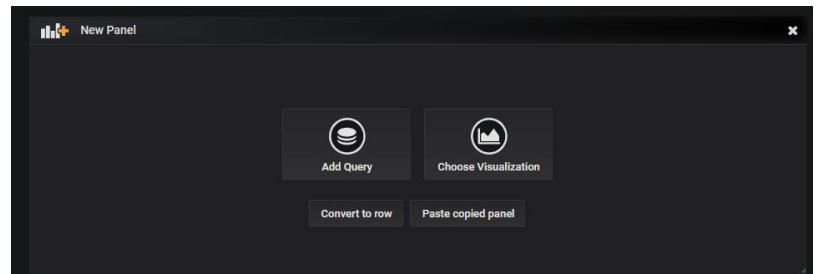 New Panel
Add Query Choose Visualization
Convert to row Paste copied panel